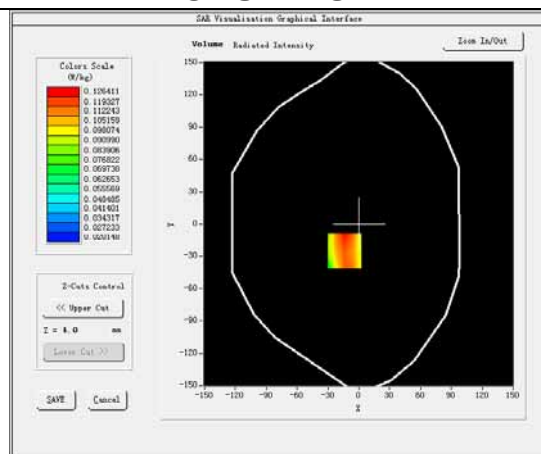 SAR Visualisation Graphical Interface
Volume Radiated Intensity
Zoom In/Out
Colors Scale
(W/kg)
0.126411
0.119327
0.112243
0.105159
0.098074
0.090990
0.083906
0.076822
0.069738
0.062653
0.055569
0.048485
0.041401
0.034317
0.027233
0.020148
Z-Cuts Control
<< Upper Cut
Z = 4.0 mm
Lower Cut >>
SAVE
Cancel
150
120
90
60
30
0
-30
-60
-90
-120
-150
Y
-150 -120 -90 -60 -30 0 30 60 90 120 150
X